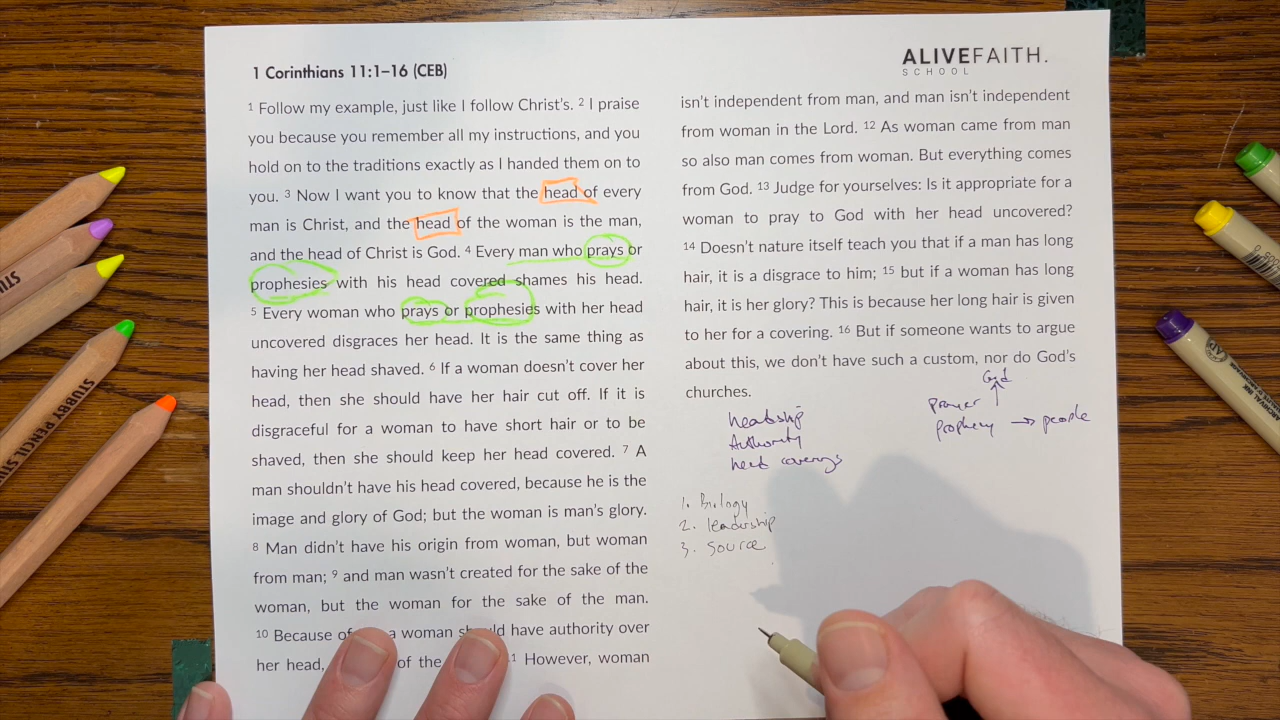 1 Corinthians 11:1–16 (CEB)
ALIVEFAITH.
SCHOOL
1 Follow my example, just like I follow Christ's. 2 I praise
you because you remember all my instructions, and you
hold on to the traditions exactly as I handed them on to
you. 3 Now I want you to know that the head of every
man is Christ, and the head of the woman is the man,
and the head of Christ is God. 4 Every man who prays or
prophesies with his head covered shames his head.
5 Every woman who prays or prophesies with her head
uncovered disgraces her head. It is the same thing as
having her head shaved. 6 If a woman doesn't cover her
head, then she should have her hair cut off. If it is
disgraceful for a woman to have short hair or to be
shaved, then she should keep her head covered. 7 A
man shouldn't have his head covered, because he is the
image and glory of God; but the woman is man's glory.
8 Man didn't have his origin from woman, but woman
from man; 9 and man wasn't created for the sake of the
woman, but the woman for the sake of the man.
10 Because of a woman should have authority over
her head, of the 11 However, woman
isn't independent from man, and man isn't independent
from woman in the Lord. 12 As woman came from man
so also man comes from woman. But everything comes
from God. 13 Judge for yourselves: Is it appropriate for a
woman to pray to God with her head uncovered?
14 Doesn't nature itself teach you that if a man has long
hair, it is a disgrace to him; 15 but if a woman has long
hair, it is her glory? This is because her long hair is given
to her for a covering. 16 But if someone wants to argue
about this, we don't have such a custom, nor do God's
churches.
God
prayer
prophecy → people
headship
Authority
head coverings
1. Biology
2. leadership
3. source
STUBBY PENCIL